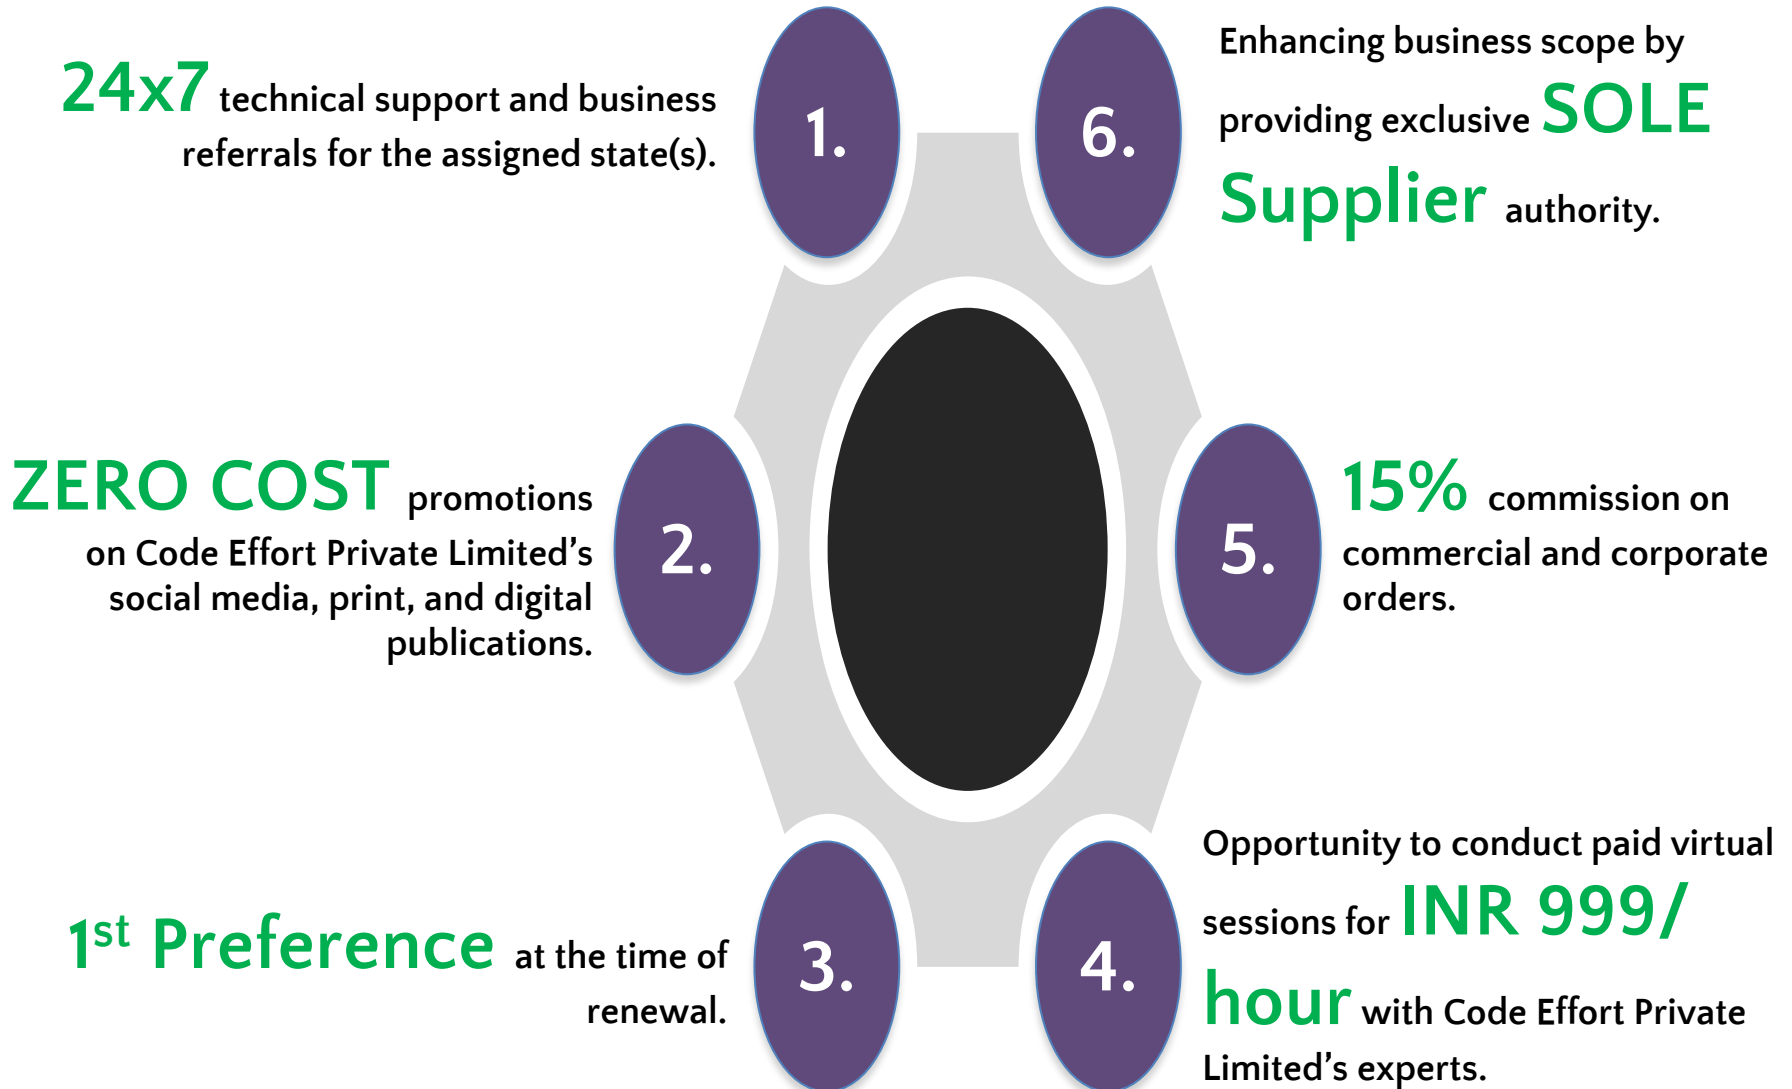 1.
24x7 technical support and business
referrals for the assigned state(s).
2.
ZERO COST promotions
on Code Effort Private Limited’s
social media, print, and digital
publications.
3.
1st Preference at the time of
renewal.
4.
Opportunity to conduct paid virtual
sessions for INR 999/
hour with Code Effort Private
Limited’s experts.
5.
15% commission on
commercial and corporate
orders.
6.
Enhancing business scope by
providing exclusive SOLE
Supplier authority.